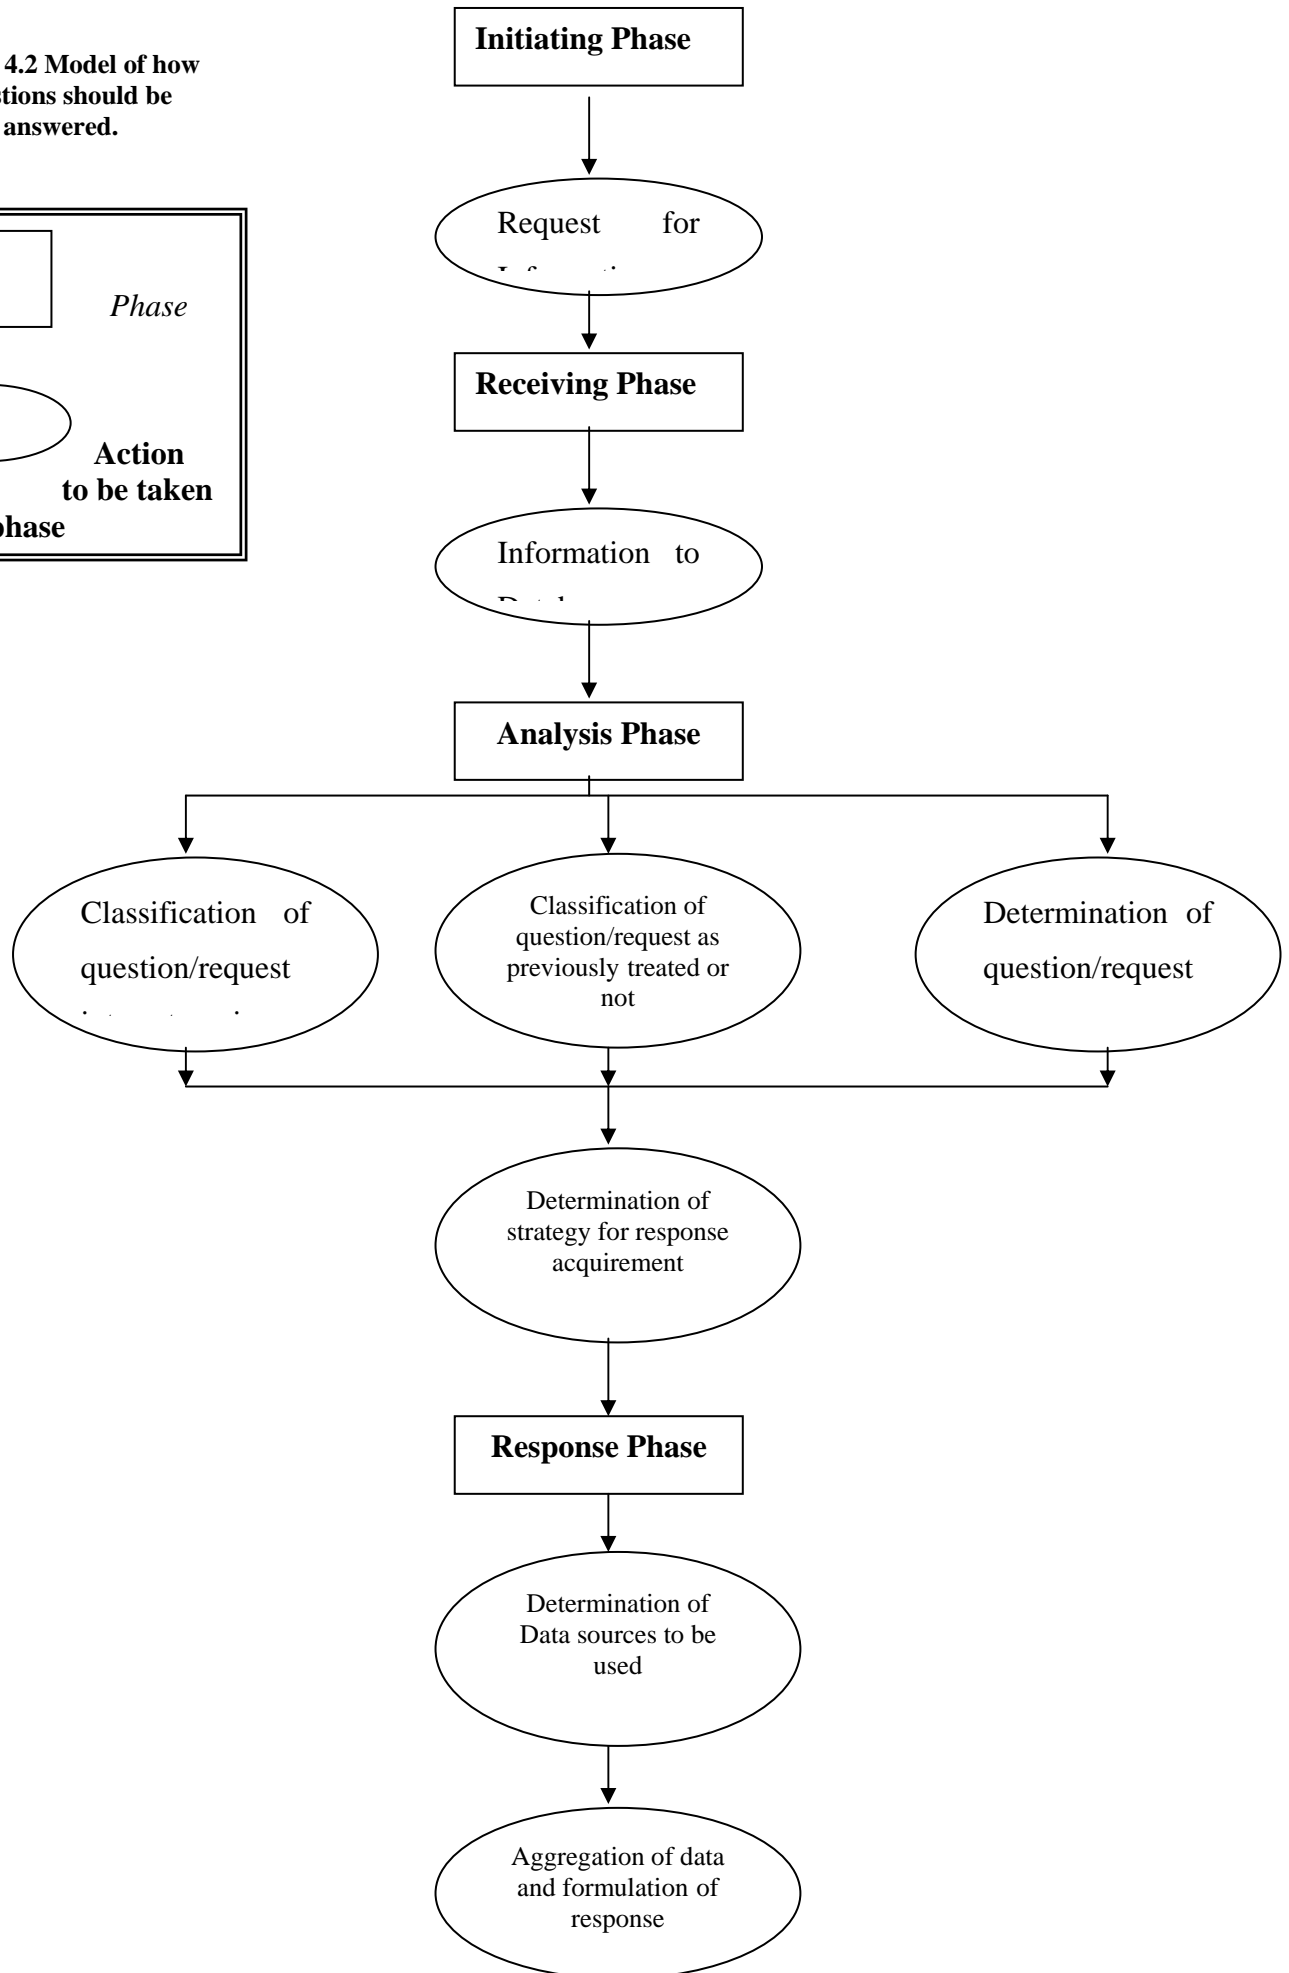 Initiating Phase
4.2 Model of how
stions should be
answered.
Request for
Phase
Receiving Phase
Action
to be taken
phase
Information to
Analysis Phase
Classification of
question/request
Classification of
question/request as
previously treated or
not
Determination of
question/request
Determination of
strategy for response
acquirement
Response Phase
Determination of
Data sources to be
used
Aggregation of data
and formulation of
response